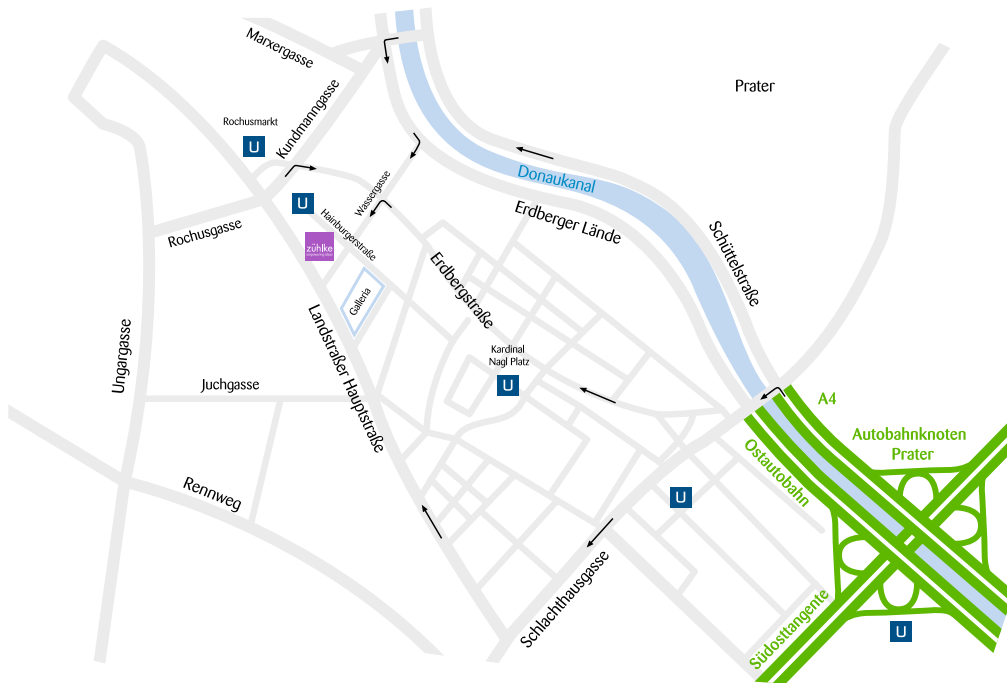 Marxergasse
Prater
Kundmanngasse
Rochusmarkt
U
Donaukanal
Wassergasse
U
Hainburgerstraße
Erdberger Lände
Rochusgasse
zühlke
Schüttelstraße
Erdbergstraße
Galleria
Landstraßer Hauptstraße
Ungargasse
Kardinal
Nagl Platz
U
Juchgasse
A4
Autobahnknoten
Prater
Ostautobahn
Rennweg
U
Schlachthausgasse
Südosttangente
U